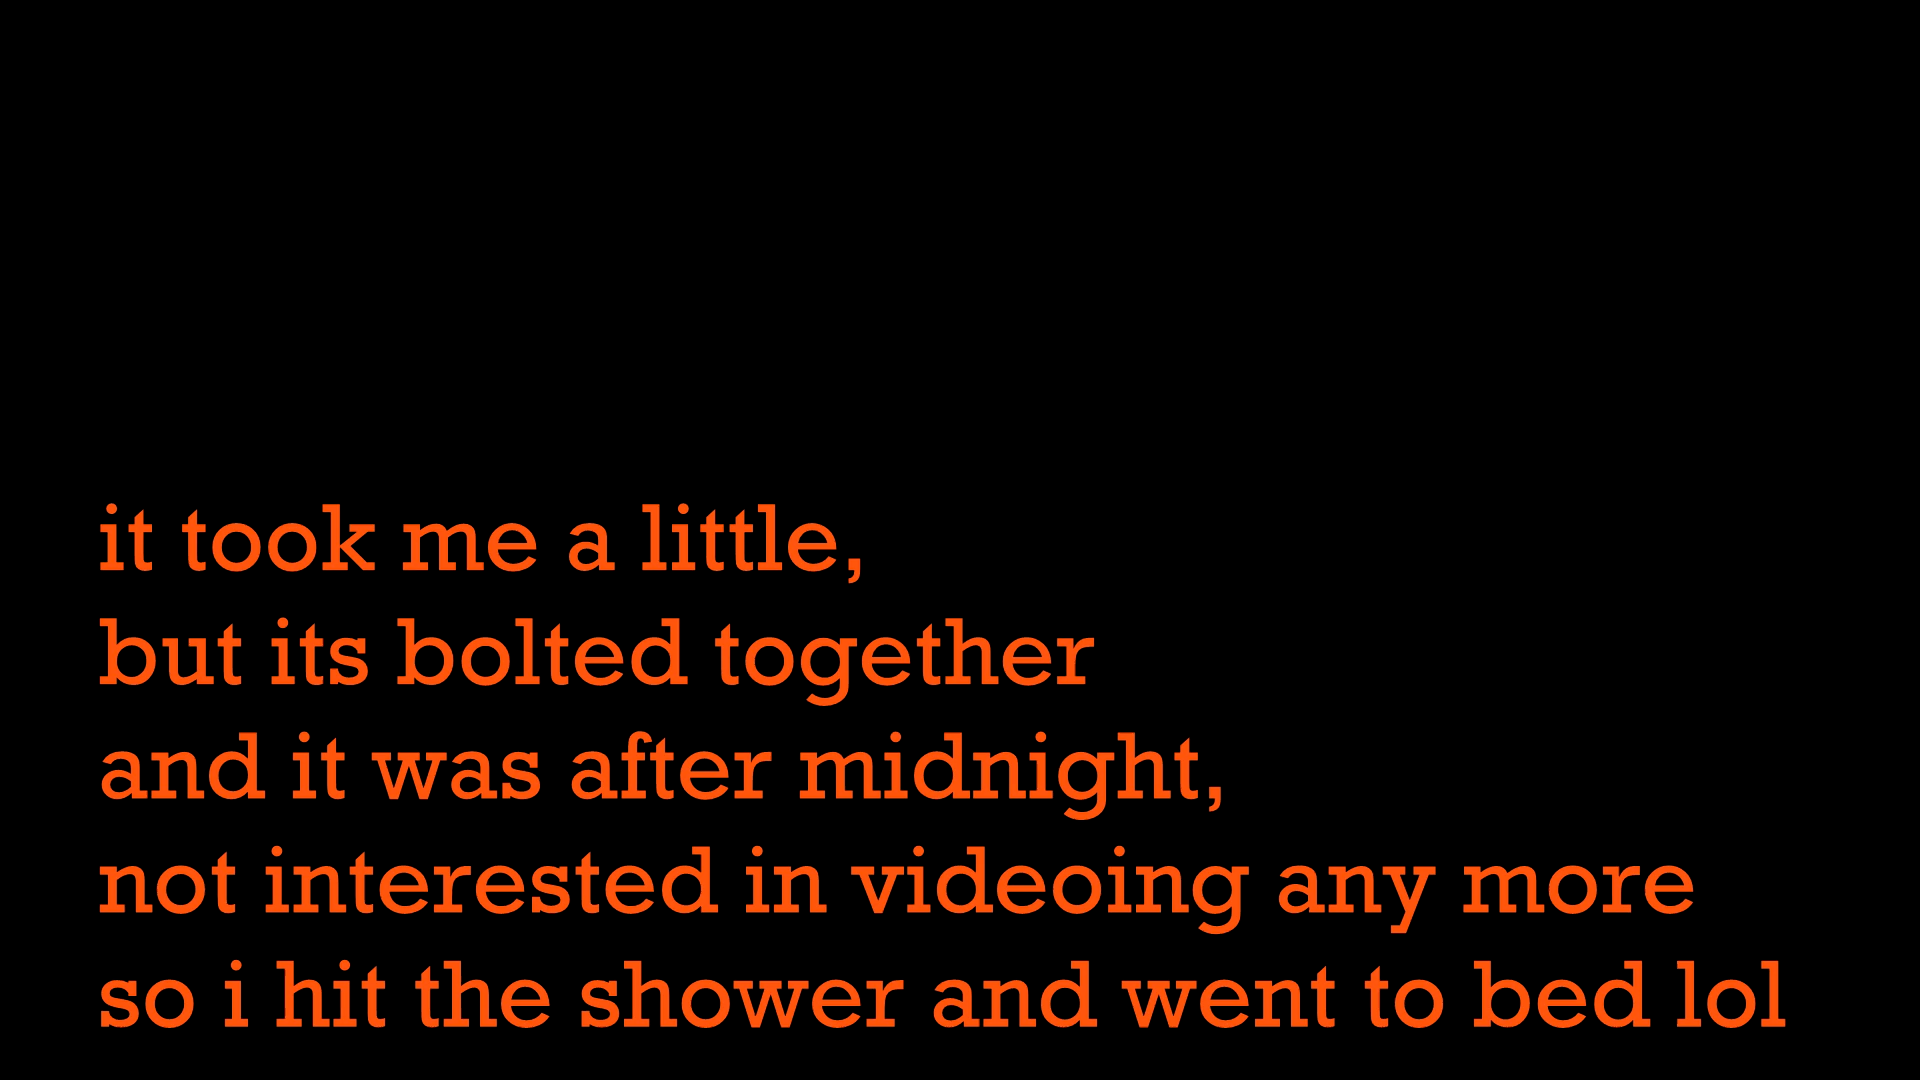 it took me a little,
but its bolted together
and it was after midnight,
not interested in videoing any more
so i hit the shower and went to bed lol